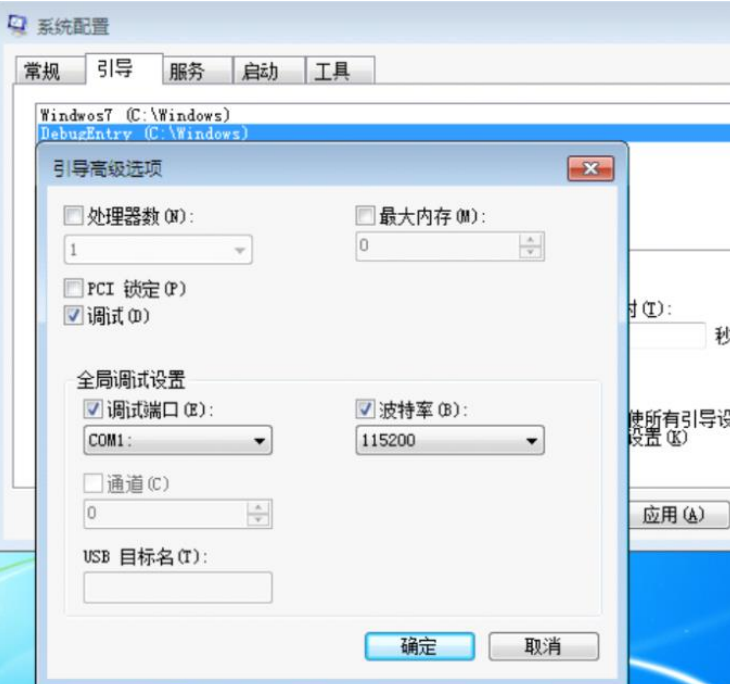 系统配置
常规 引导 服务 启动 工具
Windwos7 (C:\Windows)
DebugEntry (C:\Windows)
引导高级选项
处理器数(N): 最大内存(M):
1 0
PCI 锁定(P)
调试(D)
时(T):
秒
全局调试设置
调试端口(E): 波特率(B):
COM1: 115200
使所有引导设
设置(K)
通道(C)
0
应用(A)
USB 目标名(T):
确定 取消